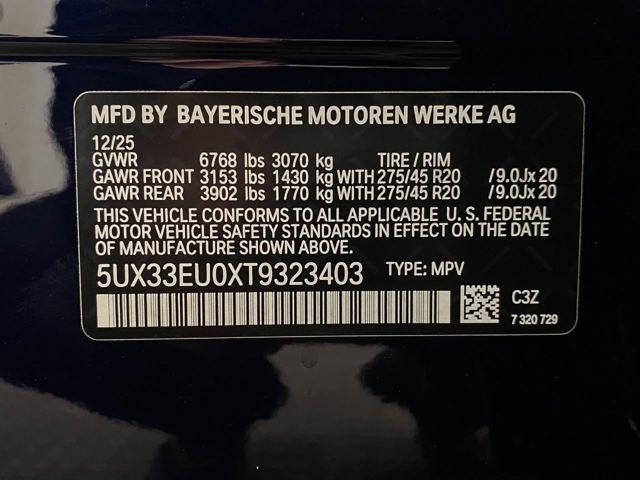 MFD BY BAYERISCHE MOTOREN WERKE AG
12/25
GVWR 6768 lbs 3070 kg TIRE / RIM
GAWR FRONT 3153 lbs 1430 kg WITH 275/45 R20 /9.0Jx 20
GAWR REAR 3902 lbs 1770 kg WITH 275/45 R20 /9.0Jx 20
THIS VEHICLE CONFORMS TO ALL APPLICABLE U. S. FEDERAL
MOTOR VEHICLE SAFETY STANDARDS IN EFFECT ON THE DATE
OF MANUFACTURE SHOWN ABOVE.
5UX33EU0XT9323403 TYPE: MPV
C3Z
7 320 729